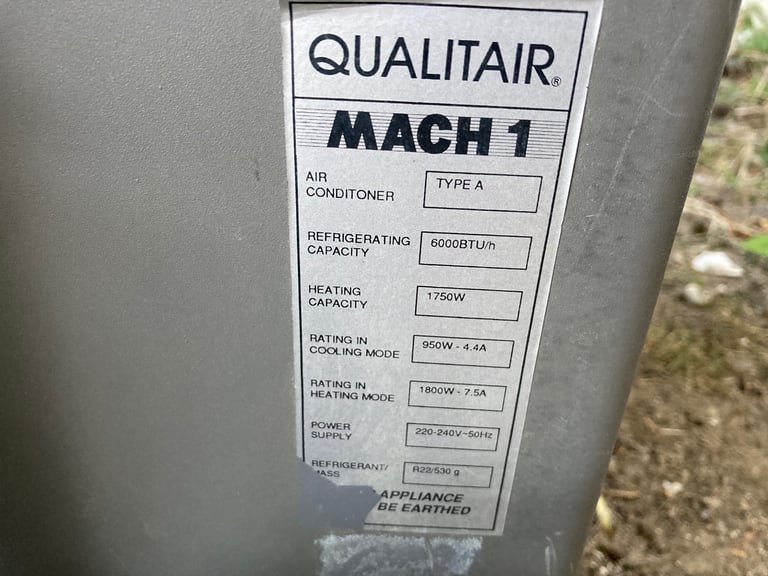 QUALITAIR®
MACH 1
AIR
CONDITONER
TYPE A
REFRIGERATING
CAPACITY
6000BTU/h
HEATING
CAPACITY
1750W
RATING IN
COOLING MODE
950W - 4.4A
RATING IN
HEATING MODE
1800W - 7.5A
POWER
SUPPLY
220-240V~50Hz
REFRIGERANT/
R22/530 g
APPLIANCE
BE EARTHED